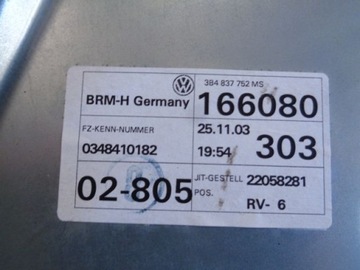 3B4 837 752 MS
BRM-H Germany
166080
FZ-KENN-NUMMER
0348410182
25.11.03
19:54
303
02-805
JIT-GESTELL
POS.
22058281
RV- 6